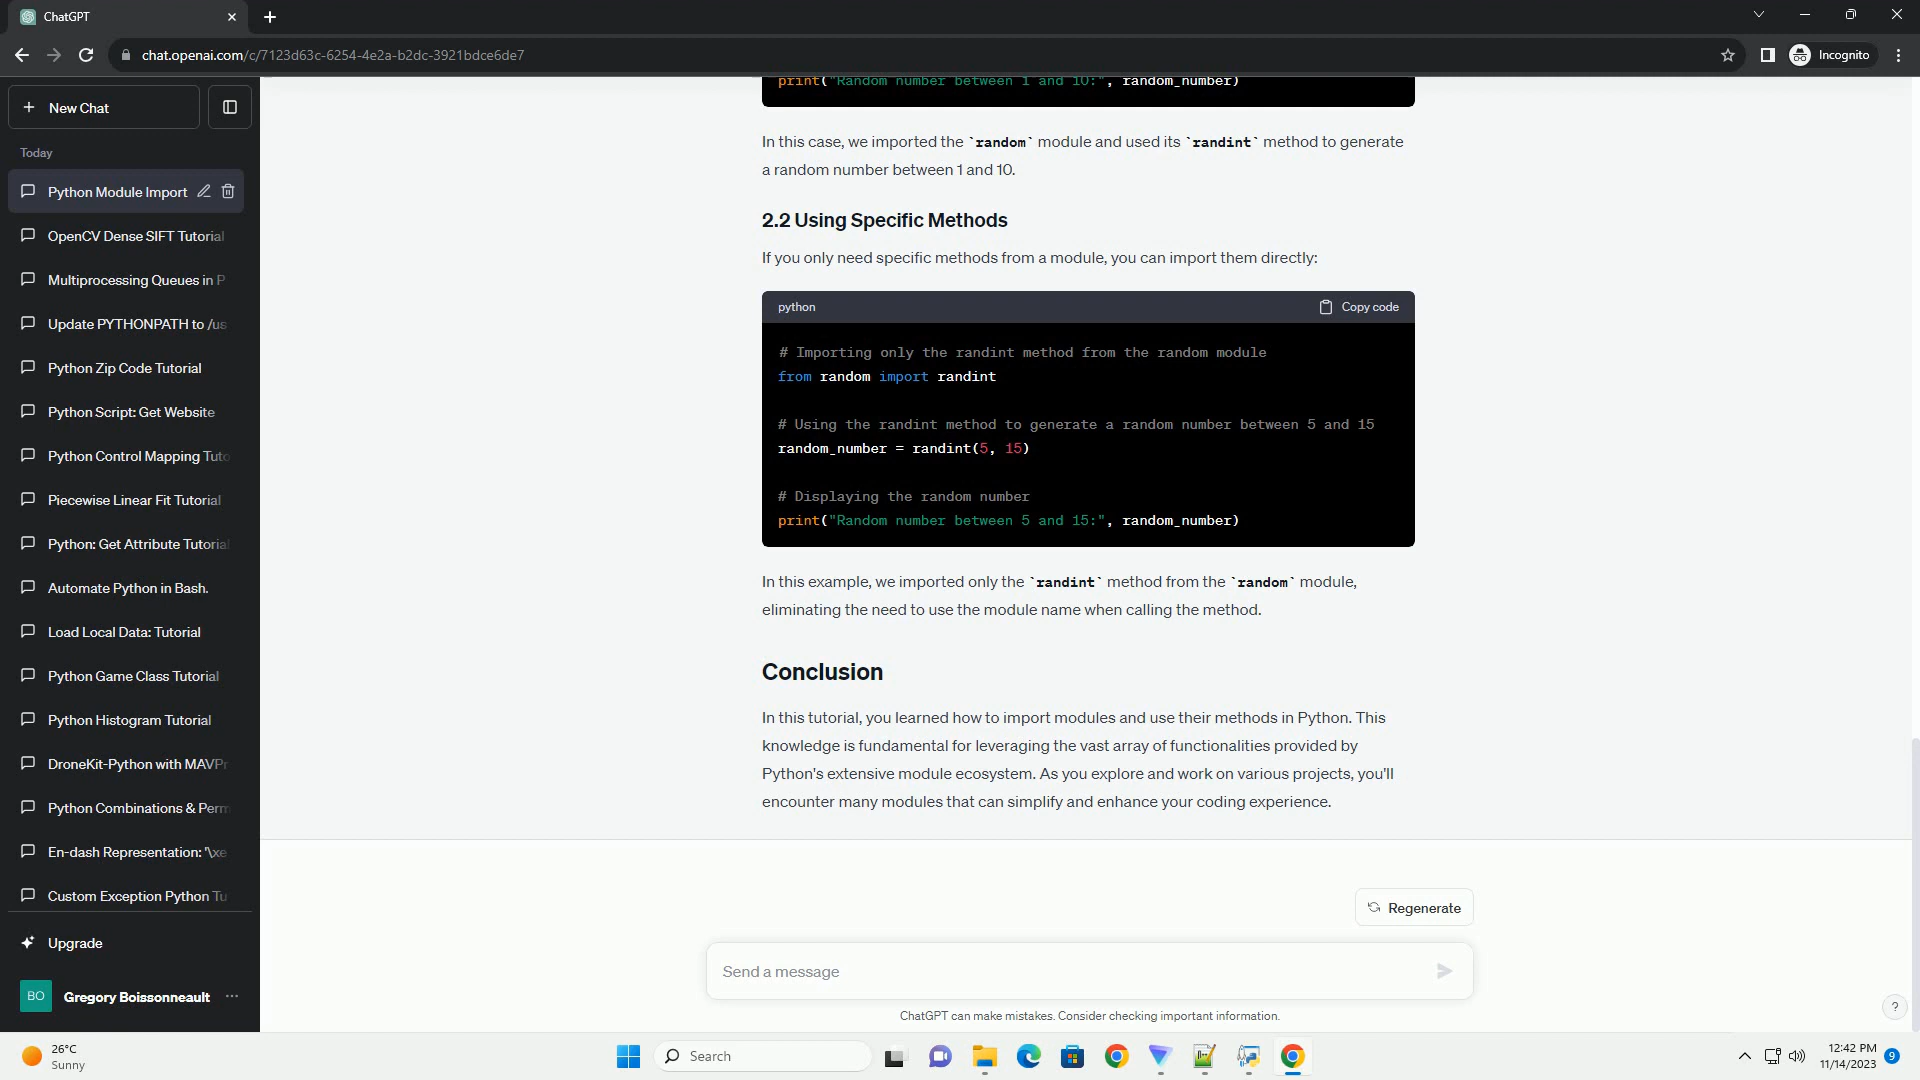 ChatGPT
chat.openai.com/c/7123d63c-6254-4e2a-b2dc-3921bdce6de7
Incognito
New Chat
Today
Python Module Import
OpenCV Dense SIFT Tutorial
Multiprocessing Queues in P
Update PYTHONPATH to /us
Python Zip Code Tutorial
Python Script: Get Website
Python Control Mapping Tuto
Piecewise Linear Fit Tutorial
Python: Get Attribute Tutorial
Automate Python in Bash.
Load Local Data: Tutorial
Python Game Class Tutorial
Python Histogram Tutorial
DroneKit-Python with MAVPr
Python Combinations & Perm
En-dash Representation: '\xe
Custom Exception Python Tu
Upgrade
BO
Gregory Boissonneault
print("Random number between 1 and 10:", random_number)
In this case, we imported the `random` module and used its `randint` method to generate
a random number between 1 and 10.
2.2 Using Specific Methods
If you only need specific methods from a module, you can import them directly:
python
Copy code
# Importing only the randint method from the random module
from random import randint
# Using the randint method to generate a random number between 5 and 15
random_number = randint(5, 15)
# Displaying the random number
print("Random number between 5 and 15:", random_number)
In this example, we imported only the `randint` method from the `random` module,
eliminating the need to use the module name when calling the method.
Conclusion
In this tutorial, you learned how to import modules and use their methods in Python. This
knowledge is fundamental for leveraging the vast array of functionalities provided by
Python's extensive module ecosystem. As you explore and work on various projects, you'll
encounter many modules that can simplify and enhance your coding experience.
Regenerate
Send a message
ChatGPT can make mistakes. Consider checking important information.
?
26°C
Sunny
Search
12:42 PM
11/14/2023
9